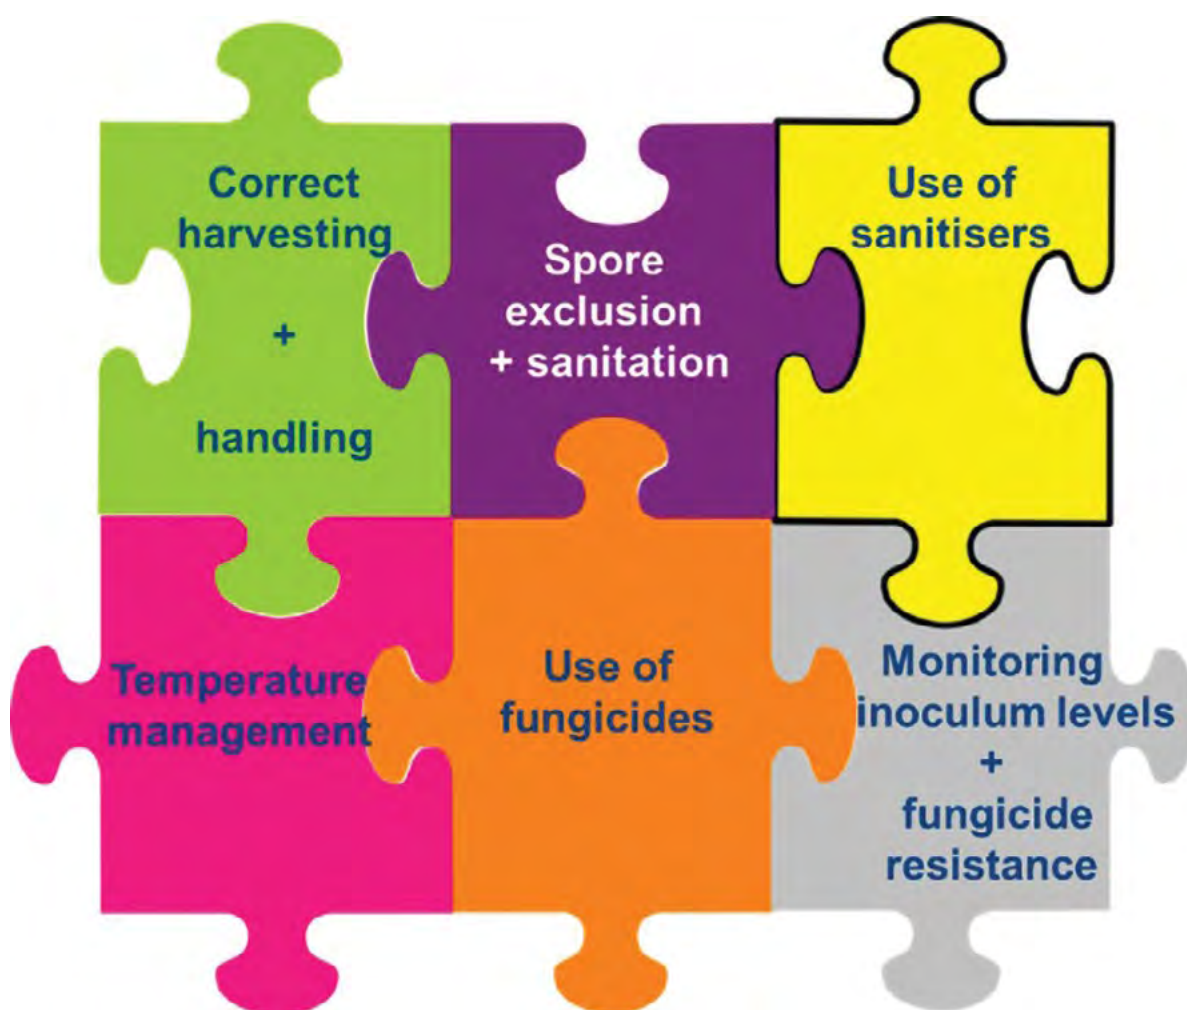 Correct
harvesting
+
handling
Spore
exclusion
+ sanitation
Use of
sanitisers
Temperature
management
Use of
fungicides
Monitoring
inoculum levels
+
fungicide
resistance